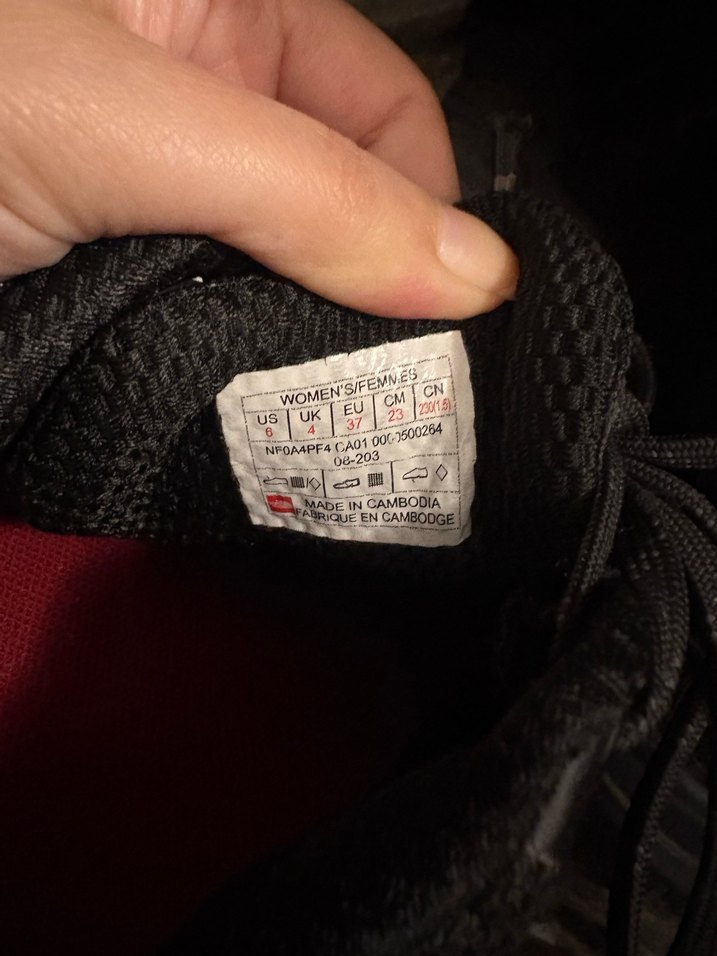 WOMEN'S/FEMMES
US UK EU CM CN
6 4 37 23 230(1.5)
NF0A4PF4 CA01 0500264
08-203
MADE IN CAMBODIA
FABRIQUE EN CAMBODGE